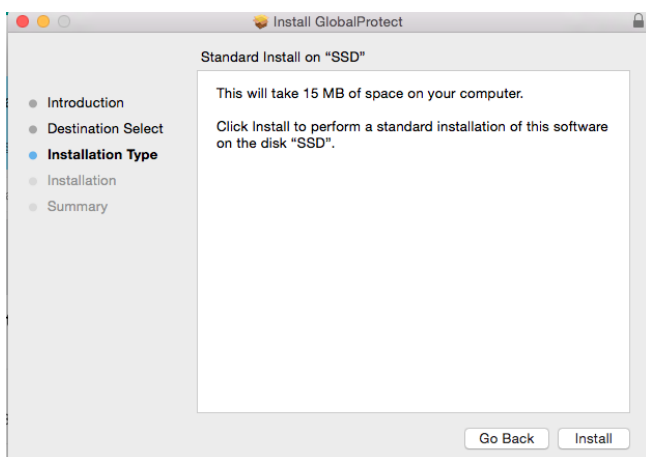 Install GlobalProtect
Standard Install on “SSD”
Introduction
Destination Select
Installation Type
Installation
Summary
This will take 15 MB of space on your computer.
Click Install to perform a standard installation of this software
on the disk “SSD”.
Go Back
Install